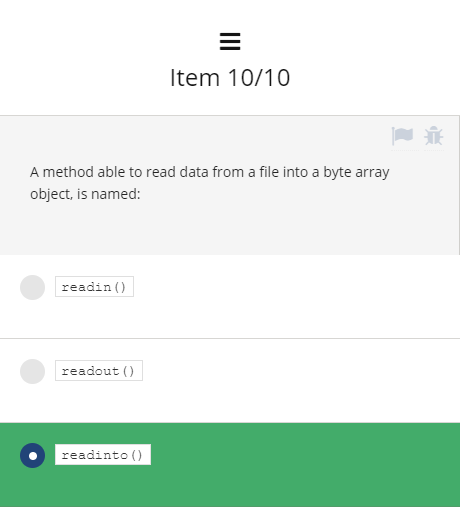 Item 10/10
A method able to read data from a file into a byte array
object, is named:
readin()
readout()
readinto()